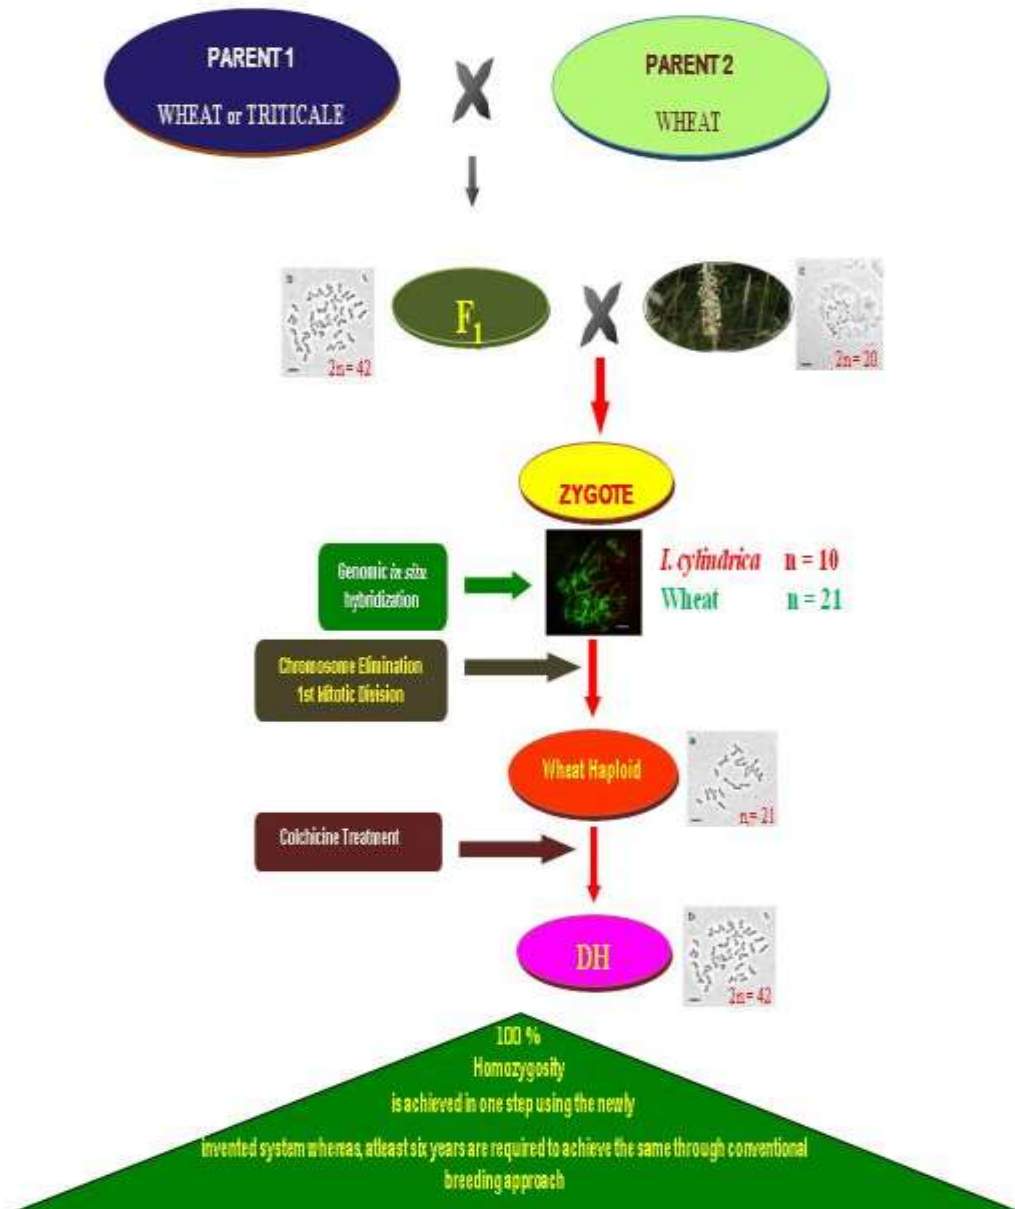 PARENT 1
WHEAT or TRITICALE
PARENT 2
WHEAT
F1
2n = 42
2n = 20
ZYGOTE
Genomic in situ
hybridization
I. cylindrica n = 10
Wheat n = 21
Chromosome Elimination
1st Mitotic Division
Wheat Haploid
a
n = 21
Colchicine Treatment
DH
b
2n = 42
100 %
Homozygosity
is achieved in one step using the newly
invented system whereas, atleast six years are required to achieve the same through conventional
breeding approach